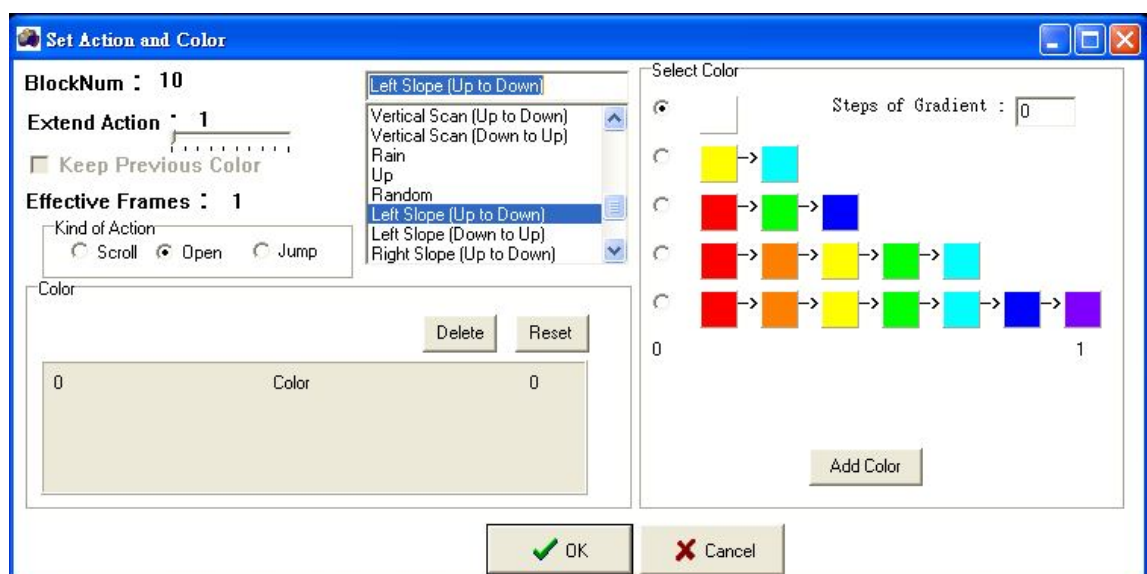 Set Action and Color
BlockNum : 10
Extend Action : 1
Keep Previous Color
Effective Frames : 1
Kind of Action
Scroll Open Jump
Left Slope (Up to Down)
Vertical Scan (Up to Down)
Vertical Scan (Down to Up)
Rain
Up
Random
Left Slope (Up to Down)
Left Slope (Down to Up)
Right Slope (Up to Down)
Color
Delete Reset
0 Color 0
Select Color
Steps of Gradient : 0
->
-> ->
-> -> -> ->
-> -> -> -> -> ->
0 1
Add Color
OK Cancel